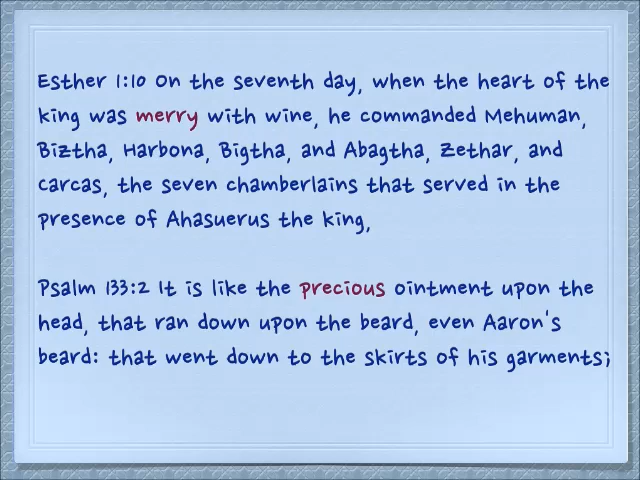 Esther 1:10 On the seventh day, when the heart of the
king was merry with wine, he commanded Mehuman,
Biztha, Harbona, Bigtha, and Abagtha, Zethar, and
Carcas, the seven chamberlains that served in the
presence of Ahasuerus the king,
Psalm 133:2 It is like the precious ointment upon the
head, that ran down upon the beard, even Aaron's
beard: that went down to the skirts of his garments;